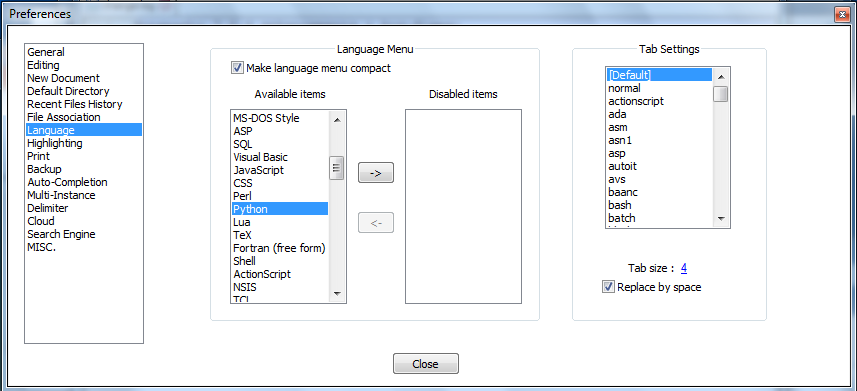 Preferences
General
Editing
New Document
Default Directory
Recent Files History
File Association
Language
Highlighting
Print
Backup
Auto-Completion
Multi-Instance
Delimiter
Cloud
Search Engine
MISC.
Language Menu
Make language menu compact
Available items
MS-DOS Style
ASP
SQL
Visual Basic
JavaScript
CSS
Perl
Python
Lua
TeX
Fortran (free form)
Shell
ActionScript
NSIS
TCL
->
<-
Disabled items
Tab Settings
[Default]
normal
actionscript
ada
asm
asn1
asp
autoit
avs
baanc
bash
batch
Tab size : 4
Replace by space
Close